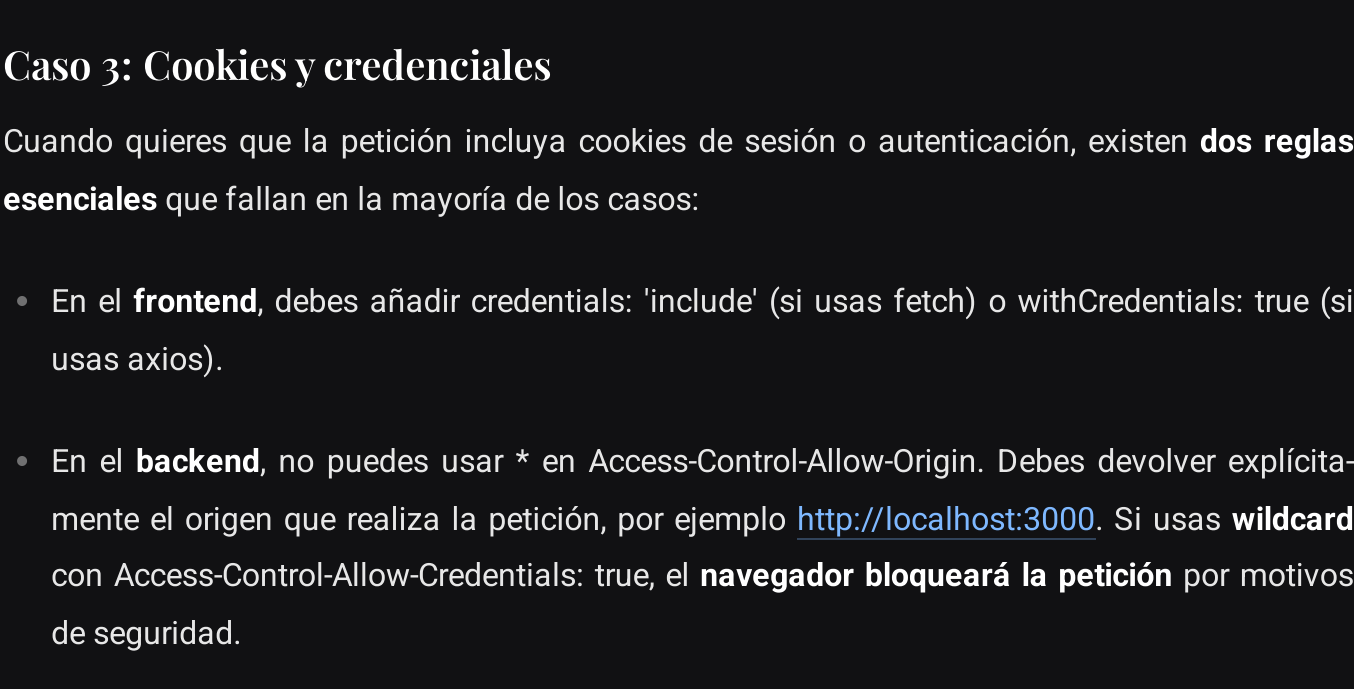 Caso 3: Cookies y credenciales
Cuando quieres que la petición incluya cookies de sesión o autenticación, existen dos reglas
esenciales que fallan en la mayoría de los casos:
• En el frontend, debes añadir credentials: 'include' (si usas fetch) o withCredentials: true (si
usas axios).
• En el backend, no puedes usar * en Access-Control-Allow-Origin. Debes devolver explícita-
mente el origen que realiza la petición, por ejemplo http://localhost:3000. Si usas wildcard
con Access-Control-Allow-Credentials: true, el navegador bloqueará la petición por motivos
de seguridad.